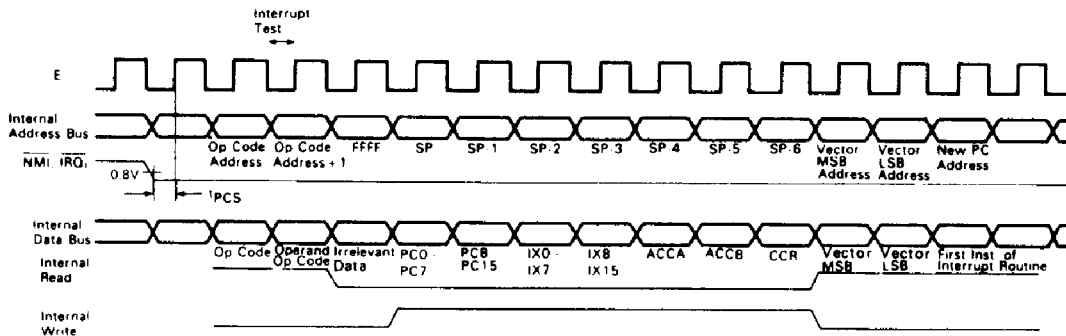 Interrupt
Test
E
Internal
Address Bus
Op Code
Address
Op Code
Address + 1
FFFF
SP
SP-1
SP-2
SP-3
SP-4
SP-5
SP-6
Vector
MSB
Address
Vector
LSB
Address
New PC
Address
NMI, IRQ1
0.8V
tPCS
Internal
Data Bus
Op Code
Operand
Op Code
Irrelevant
Data
PC0 -
PC7
PC8
PC15
IX0 -
IX7
IX8
IX15
ACCA
ACCB
CCR
Vector
MSB
Vector
LSB
First Inst of
Interrupt Routine
Internal
Read
Internal
Write